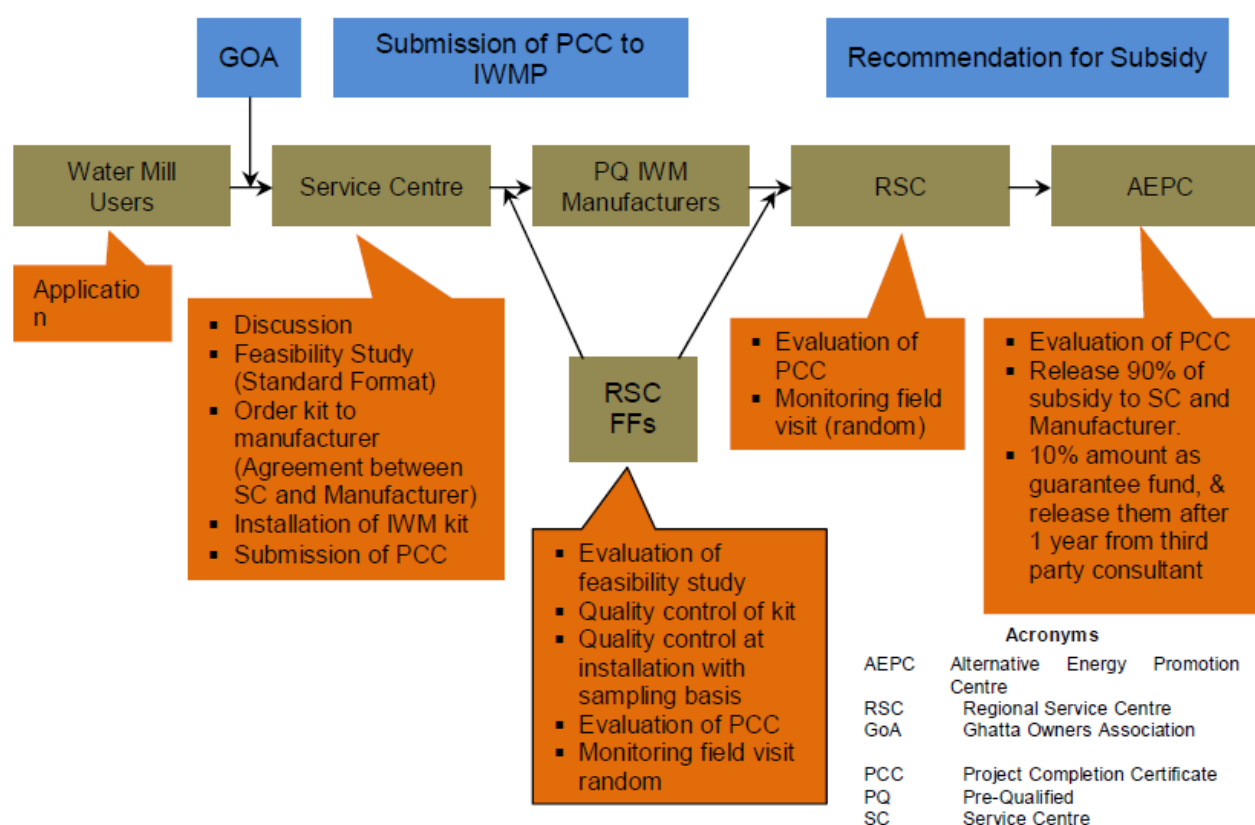 GOA
Submission of PCC to
IWMP
Recommendation for Subsidy
Water Mill
Users
Service Centre
PQ IWM
Manufacturers
RSC
AEPC
Applicatio
n
▪ Discussion
▪ Feasibility Study
(Standard Format)
▪ Order kit to
manufacturer
(Agreement between
SC and Manufacturer)
▪ Installation of IWM kit
▪ Submission of PCC
RSC
FFs
▪ Evaluation of
feasibility study
▪ Quality control of kit
▪ Quality control at
installation with
sampling basis
▪ Evaluation of PCC
▪ Monitoring field visit
random
▪ Evaluation of
PCC
▪ Monitoring field
visit (random)
▪ Evaluation of PCC
▪ Release 90% of
subsidy to SC and
Manufacturer.
▪ 10% amount as
guarantee fund, &
release them after
1 year from third
party consultant
Acronyms
AEPC Alternative Energy Promotion
Centre
RSC Regional Service Centre
GoA Ghatta Owners Association
PCC Project Completion Certificate
PQ Pre-Qualified
SC Service Centre